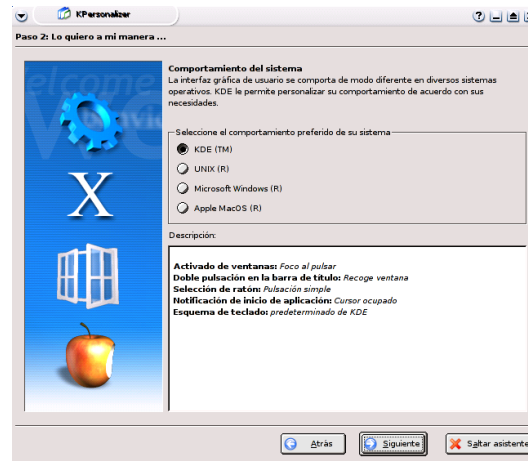 KPersonalizer
Paso 2: Lo quiero a mi manera ...
Welcome
X
Comportamiento del sistema
La interfaz gráfica de usuario se comporta de modo diferente en diversos sistemas
operativos. KDE le permite personalizar su comportamiento de acuerdo con sus
necesidades.
Seleccione el comportamiento preferido de su sistema
KDE (TM)
UNIX (R)
Microsoft Windows (R)
Apple MacOS (R)
Descripción:
Activado de ventanas: Foco al pulsar
Doble pulsación en la barra de título: Recoge ventana
Selección de ratón: Pulsación simple
Notificación de inicio de aplicación: Cursor ocupado
Esquema de teclado: predeterminado de KDE
Atrás
Siguiente
Saltar asistente